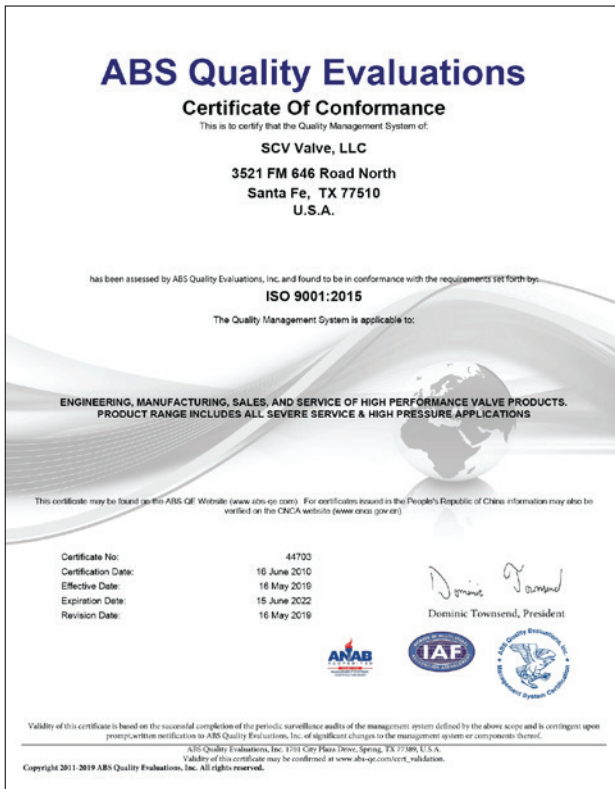 ABS Quality Evaluations
Certificate Of Conformance
This is to certify that the Quality Management System of:
SCV Valve, LLC
3521 FM 646 Road North
Santa Fe, TX 77510
U.S.A.
has been assessed by ABS Quality Evaluations, Inc. and found to be in conformance with the requirements set forth by:
ISO 9001:2015
The Quality Management System is applicable to:
ENGINEERING, MANUFACTURING, SALES, AND SERVICE OF HIGH PERFORMANCE VALVE PRODUCTS.
PRODUCT RANGE INCLUDES ALL SEVERE SERVICE & HIGH PRESSURE APPLICATIONS
This certificate may be found on the ABS QE Website (www.abs-qe.com). For certificates issued in the People's Republic of China information may also be
verified on the CNCA website (www.cnca.gov.cn)
Certificate No: 44703
Certification Date: 16 June 2010
Effective Date: 16 May 2019
Expiration Date: 15 June 2022
Revision Date: 16 May 2019
Dominic Townsend
Dominic Townsend, President
ANAB
ACCREDITED
IAF
ABS Quality Evaluations, Inc.
Management System Certification
Validity of this certificate is based on the successful completion of the periodic surveillance audits of the management system defined by the above scope and is contingent upon
prompt,written notification to ABS Quality Evaluations, Inc. of significant changes to the management system or components thereof.
ABS Quality Evaluations, Inc. 1701 City Plaza Drive, Spring, TX 77389, U.S.A.
Validity of this certificate may be confirmed at www.abs-qe.com/cert_validation.
Copyright 2011-2019 ABS Quality Evaluations, Inc. All rights reserved.